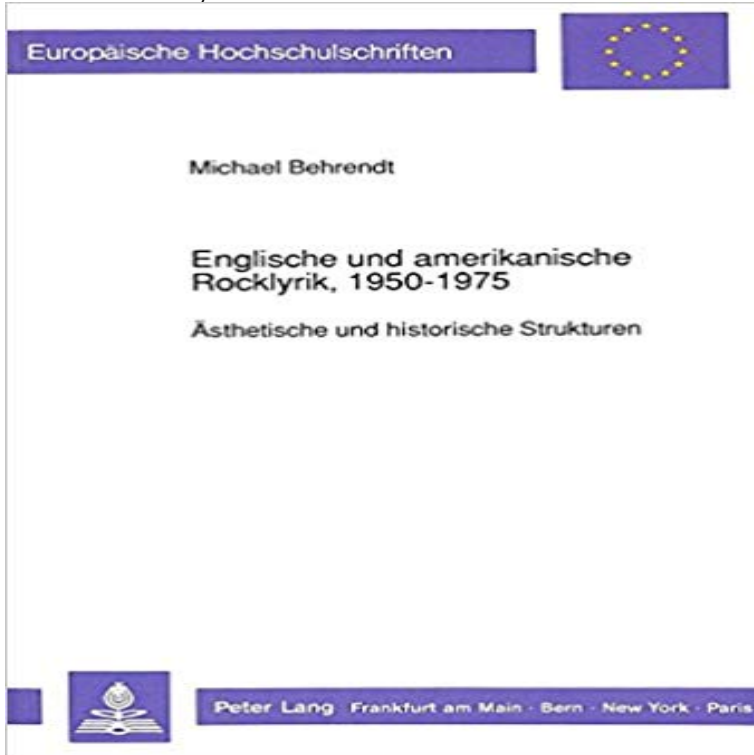 Europäische Hochschulschriften
Michael Behrendt
Englische und amerikanische
Rocklyrik, 1950-1975
Ästhetische und historische Strukturen
Peter Lang Frankfurt am Main · Bern · New York · Paris